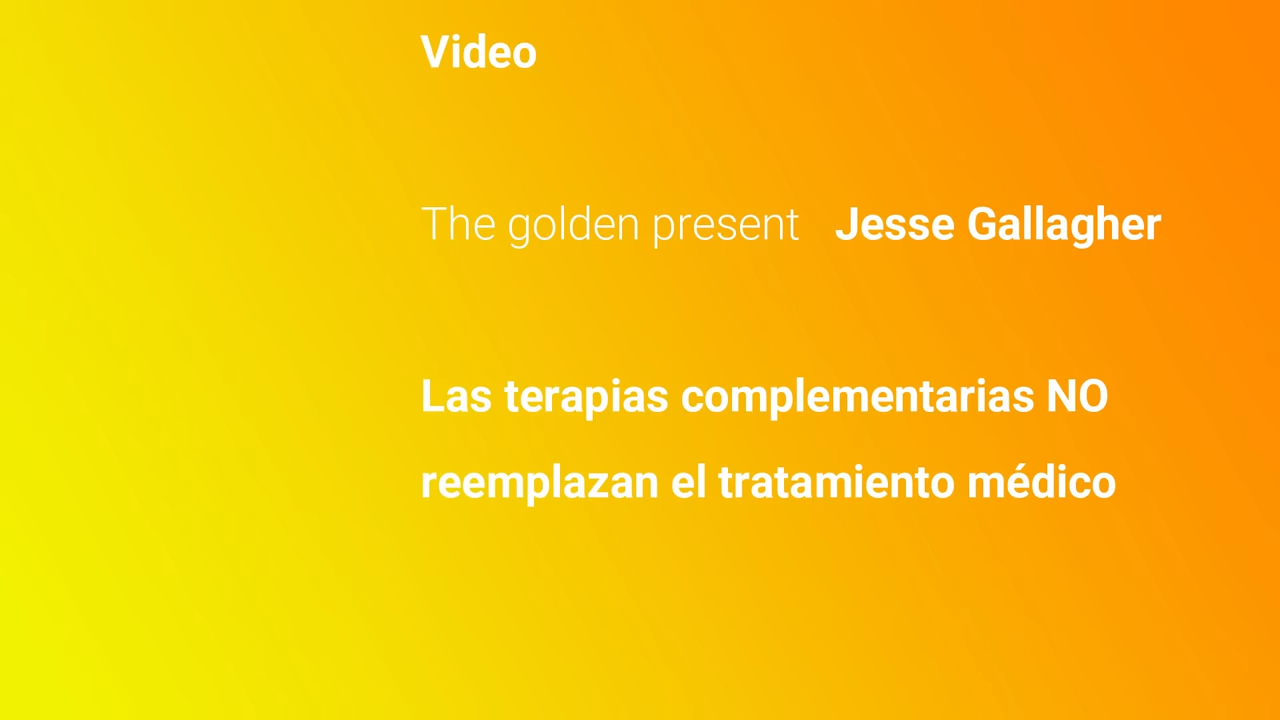 Video
The golden present Jesse Gallagher
Las terapias complementarias NO
reemplazan el tratamiento médico